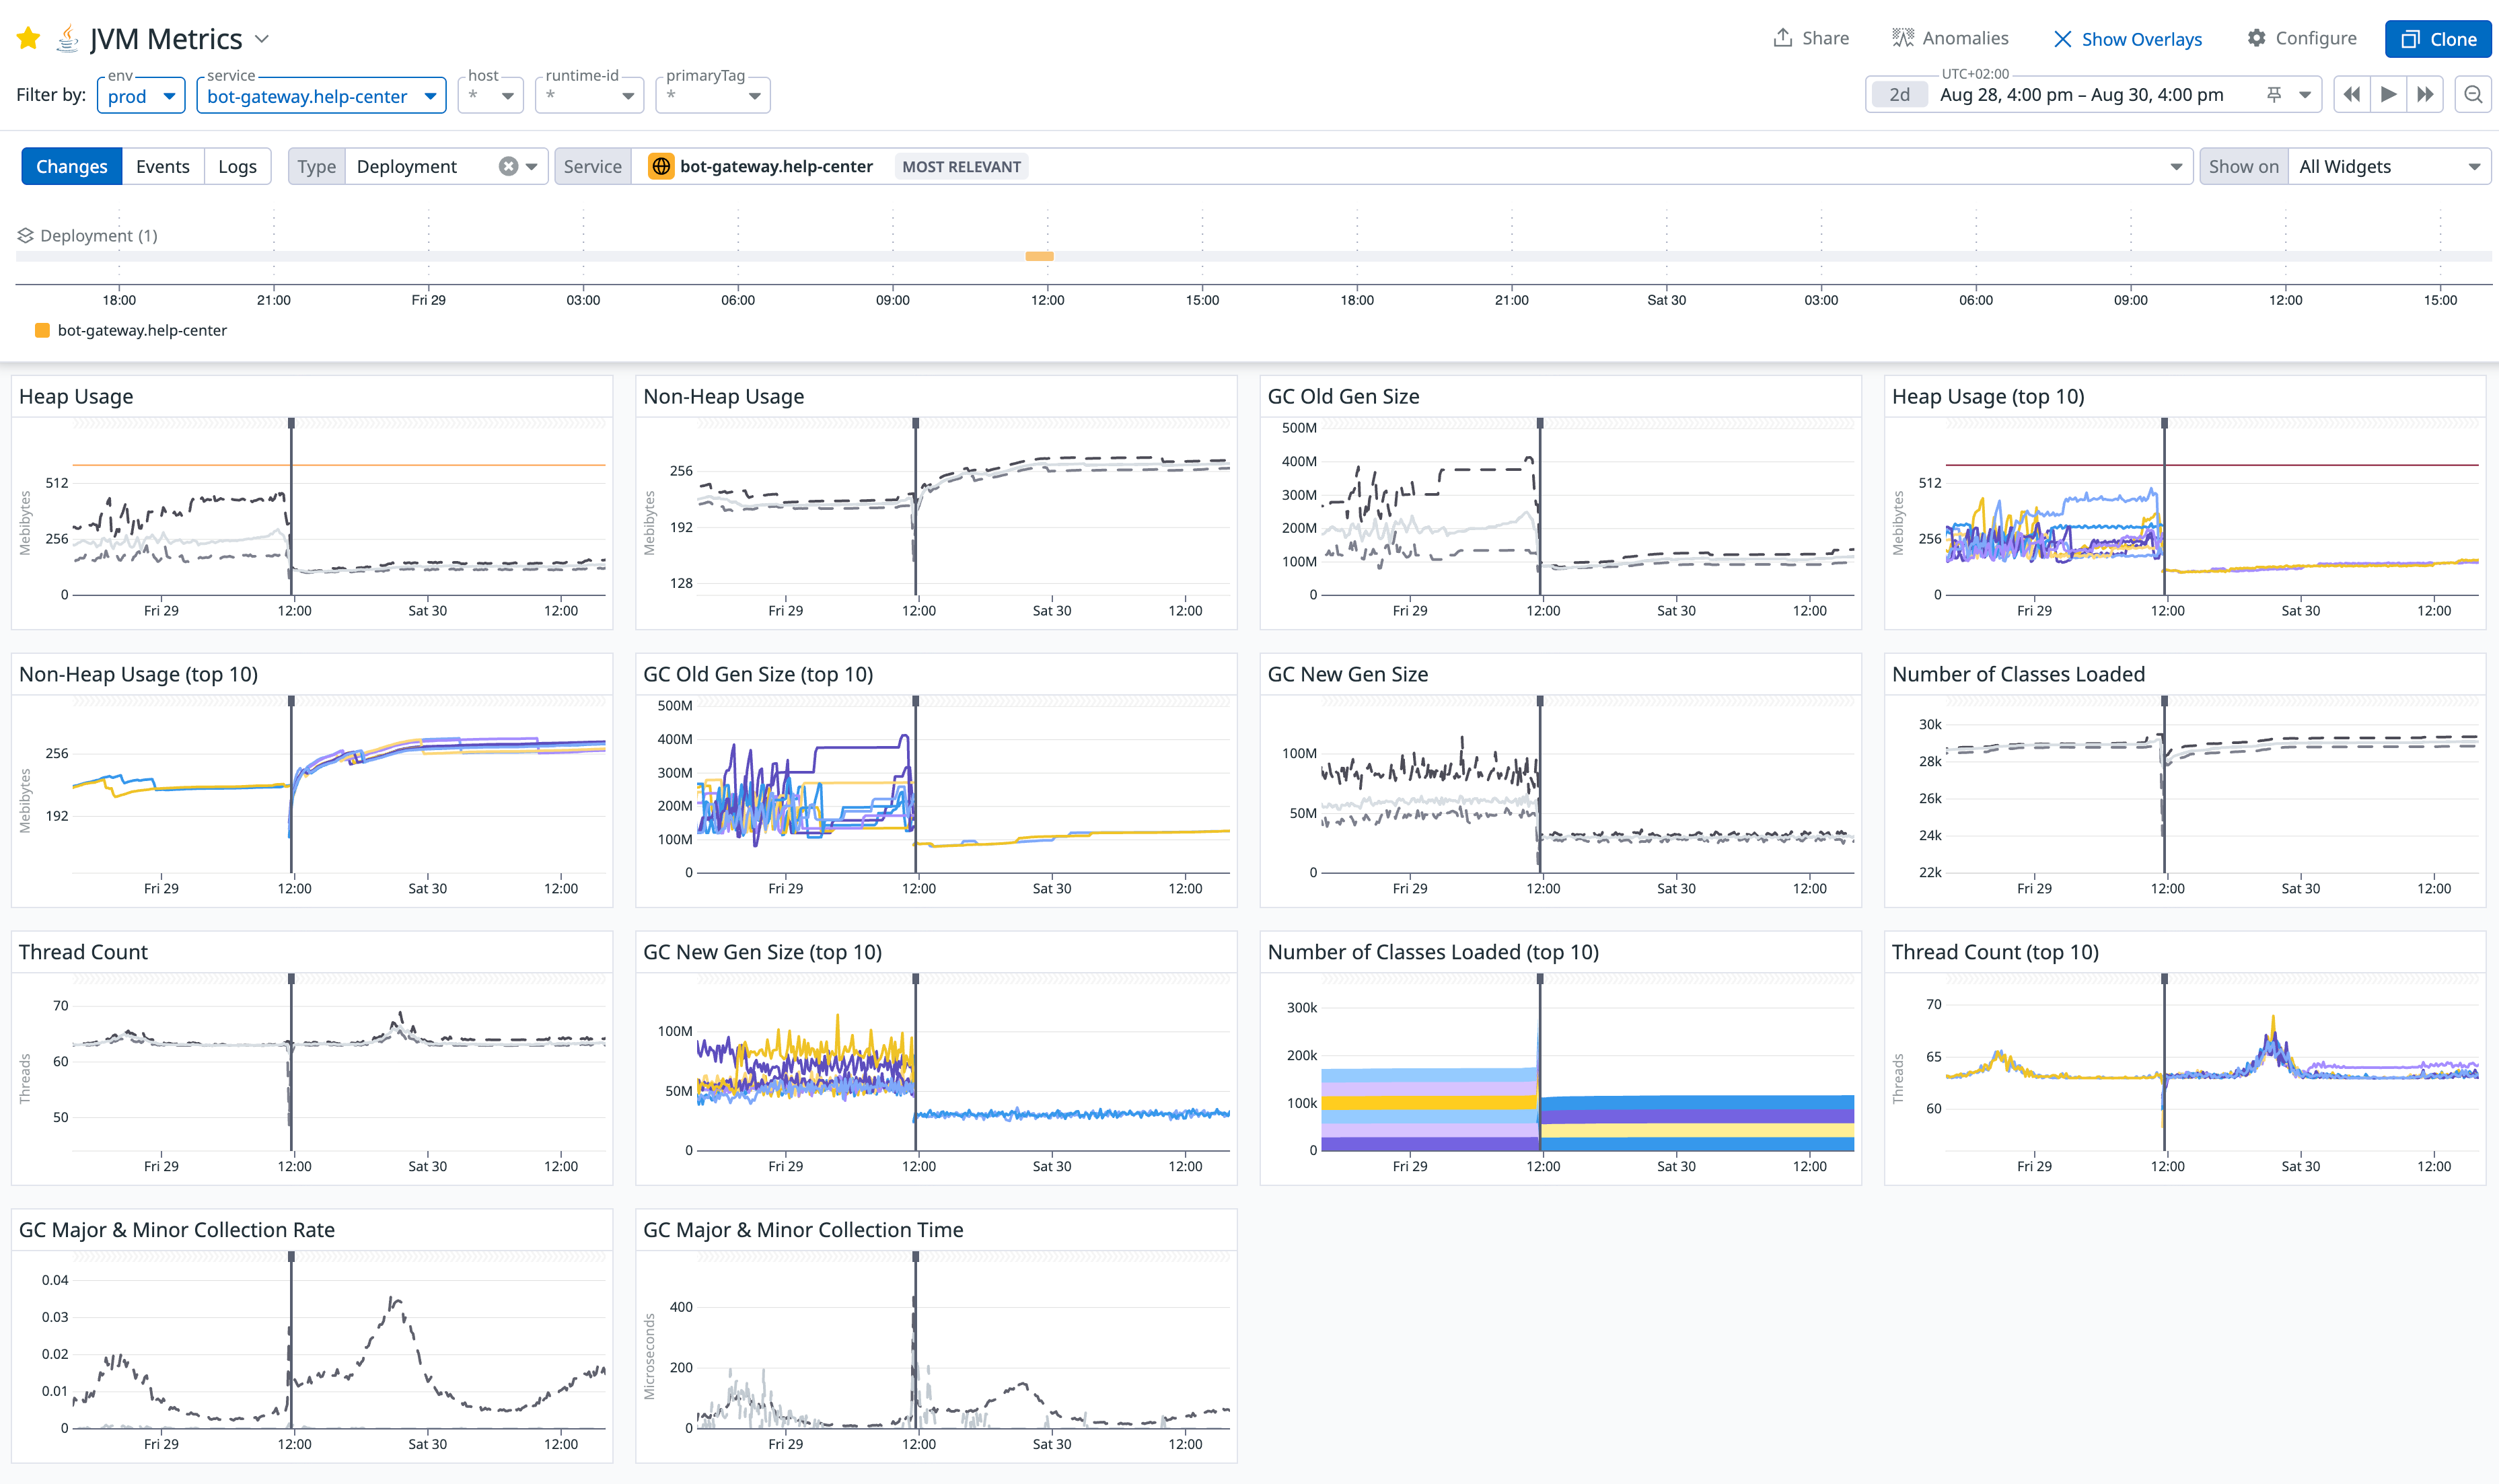 JVM Metrics
Share
Anomalies
Show Overlays
Configure
Clone
Filter by:
env
prod
service
bot-gateway.help-center
host
*
runtime-id
*
primaryTag
*
UTC+02:00
2d
Aug 28, 4:00 pm – Aug 30, 4:00 pm
Changes
Events
Logs
Type
Deployment
Service
bot-gateway.help-center
MOST RELEVANT
Show on
All Widgets
Deployment (1)
18:00 21:00 Fri 29 03:00 06:00 09:00 12:00 15:00 18:00 21:00 Sat 30 03:00 06:00 09:00 12:00 15:00
bot-gateway.help-center
Heap Usage
Mebibytes
512
256
0
Fri 29 12:00 Sat 30 12:00
Non-Heap Usage
Mebibytes
256
192
128
Fri 29 12:00 Sat 30 12:00
GC Old Gen Size
500M
400M
300M
200M
100M
0
Fri 29 12:00 Sat 30 12:00
Heap Usage (top 10)
Mebibytes
512
256
0
Fri 29 12:00 Sat 30 12:00
Non-Heap Usage (top 10)
Mebibytes
256
192
Fri 29 12:00 Sat 30 12:00
GC Old Gen Size (top 10)
500M
400M
300M
200M
100M
0
Fri 29 12:00 Sat 30 12:00
GC New Gen Size
100M
50M
0
Fri 29 12:00 Sat 30 12:00
Number of Classes Loaded
30k
28k
26k
24k
22k
Fri 29 12:00 Sat 30 12:00
Thread Count
Threads
70
60
50
Fri 29 12:00 Sat 30 12:00
GC New Gen Size (top 10)
100M
50M
0
Fri 29 12:00 Sat 30 12:00
Number of Classes Loaded (top 10)
300k
200k
100k
0
Fri 29 12:00 Sat 30 12:00
Thread Count (top 10)
Threads
70
65
60
Fri 29 12:00 Sat 30 12:00
GC Major & Minor Collection Rate
0.04
0.03
0.02
0.01
0
Fri 29 12:00 Sat 30 12:00
GC Major & Minor Collection Time
Microseconds
400
200
0
Fri 29 12:00 Sat 30 12:00